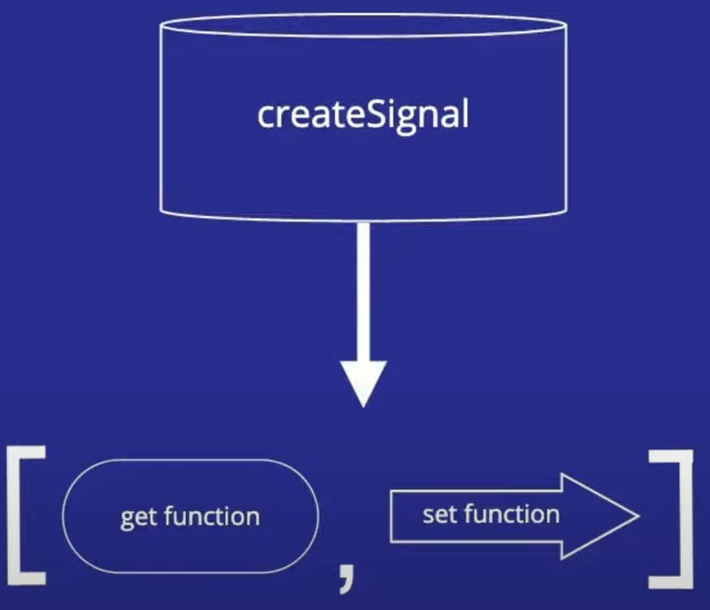 createSignal
[ get function , set function ]